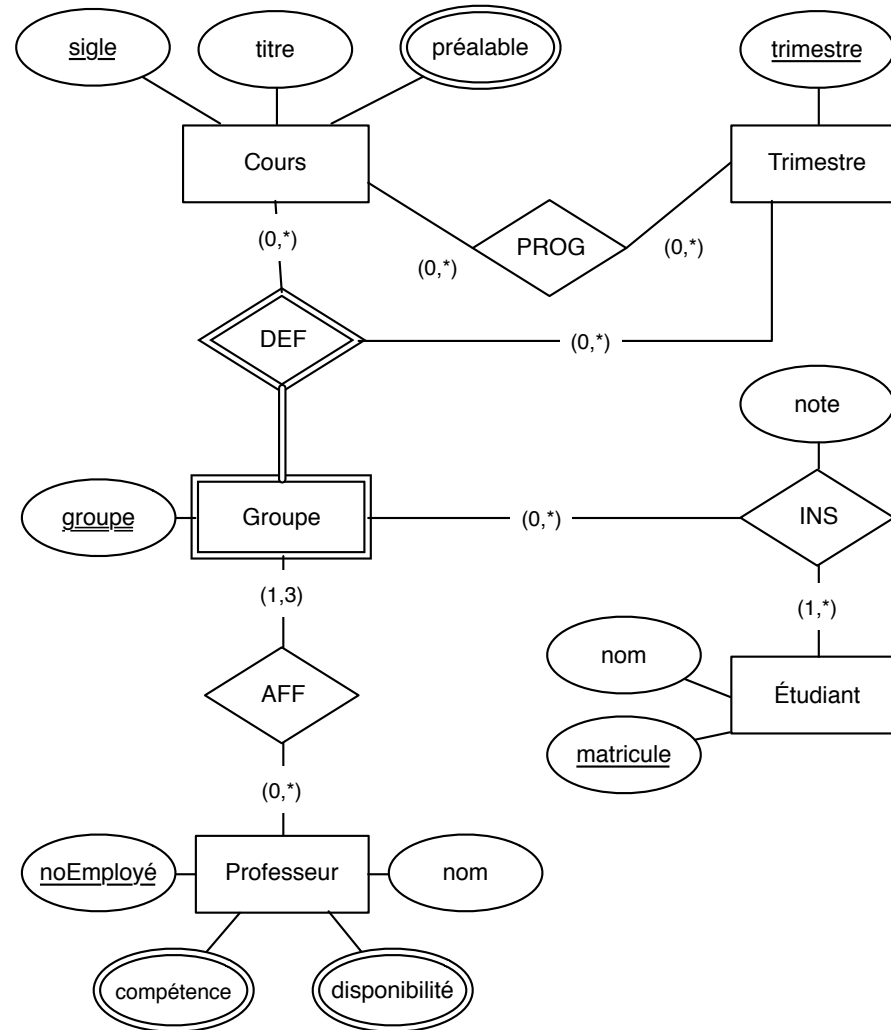 sigle
titre
préalable
trimestre
Cours
Trimestre
(0,*)
PROG
(0,*)
(0,*)
DEF
(0,*)
note
groupe
Groupe
(0,*)
INS
(1,3)
(1,*)
nom
AFF
Étudiant
matricule
(0,*)
noEmployé
Professeur
nom
compétence
disponibilité